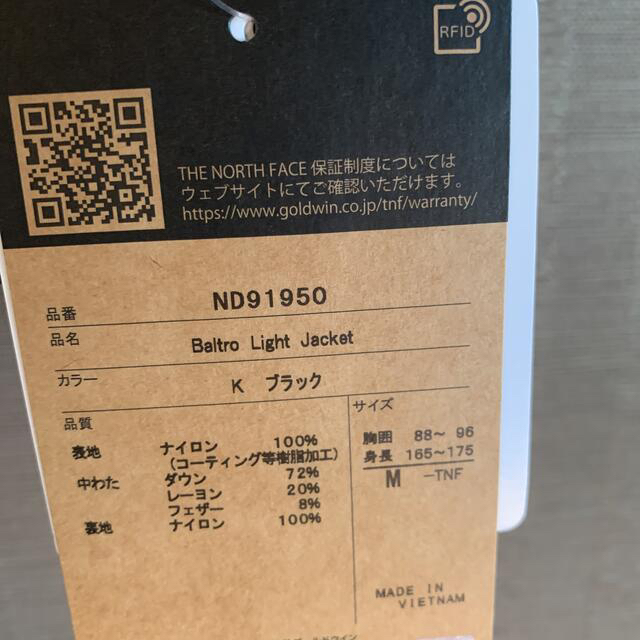 RFID
THE NORTH FACE 保証制度については
ウェブサイトにてご確認いただけます。
https://www.goldwin.co.jp/tnf/warranty/
品番 ND91950
品名 Baltro Light Jacket
カラー K ブラック
品質
表地 ナイロン 100%
(コーティング等樹脂加工)
中わた ダウン 72%
レーヨン 20%
フェザー 8%
裏地 ナイロン 100%
サイズ
胸囲 88~ 96
身長 165~175
M -TNF
MADE IN
VIETNAM